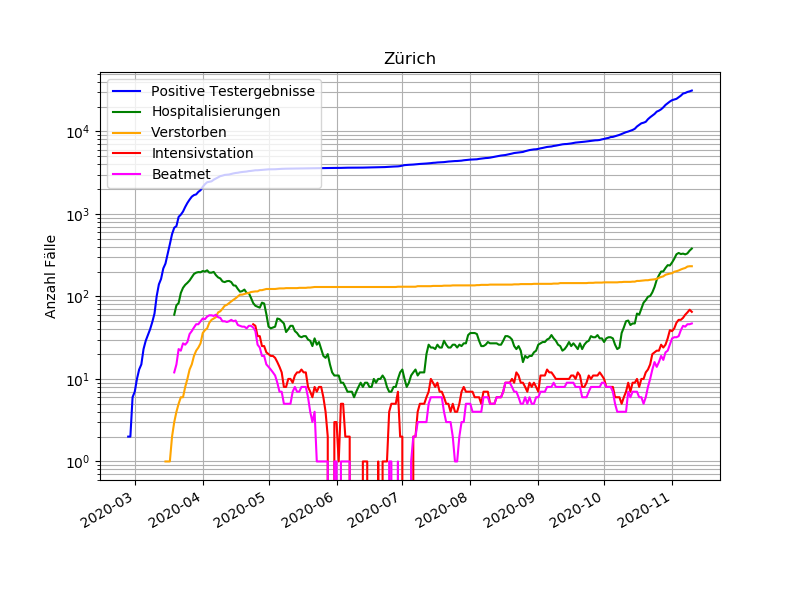 Zürich
Positive Testergebnisse
Hospitalisierungen
Verstorben
Intensivstation
Beatmet
Anzahl Fälle
10⁴
10³
10²
10¹
10⁰
2020-03
2020-04
2020-05
2020-06
2020-07
2020-08
2020-09
2020-10
2020-11